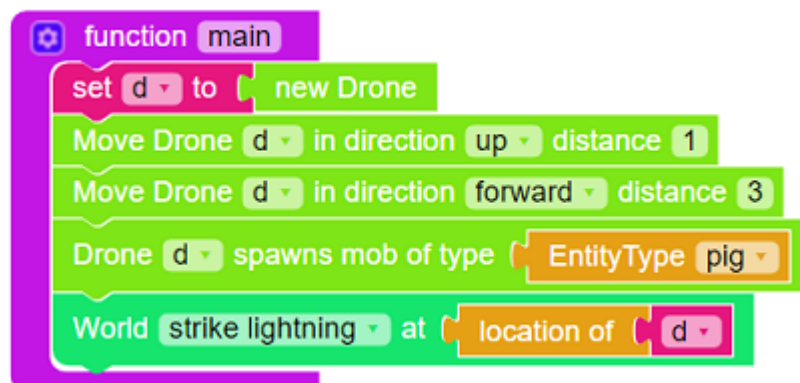 function main
set d to new Drone
Move Drone d in direction up distance 1
Move Drone d in direction forward distance 3
Drone d spawns mob of type EntityType pig
World strike lightning at location of d